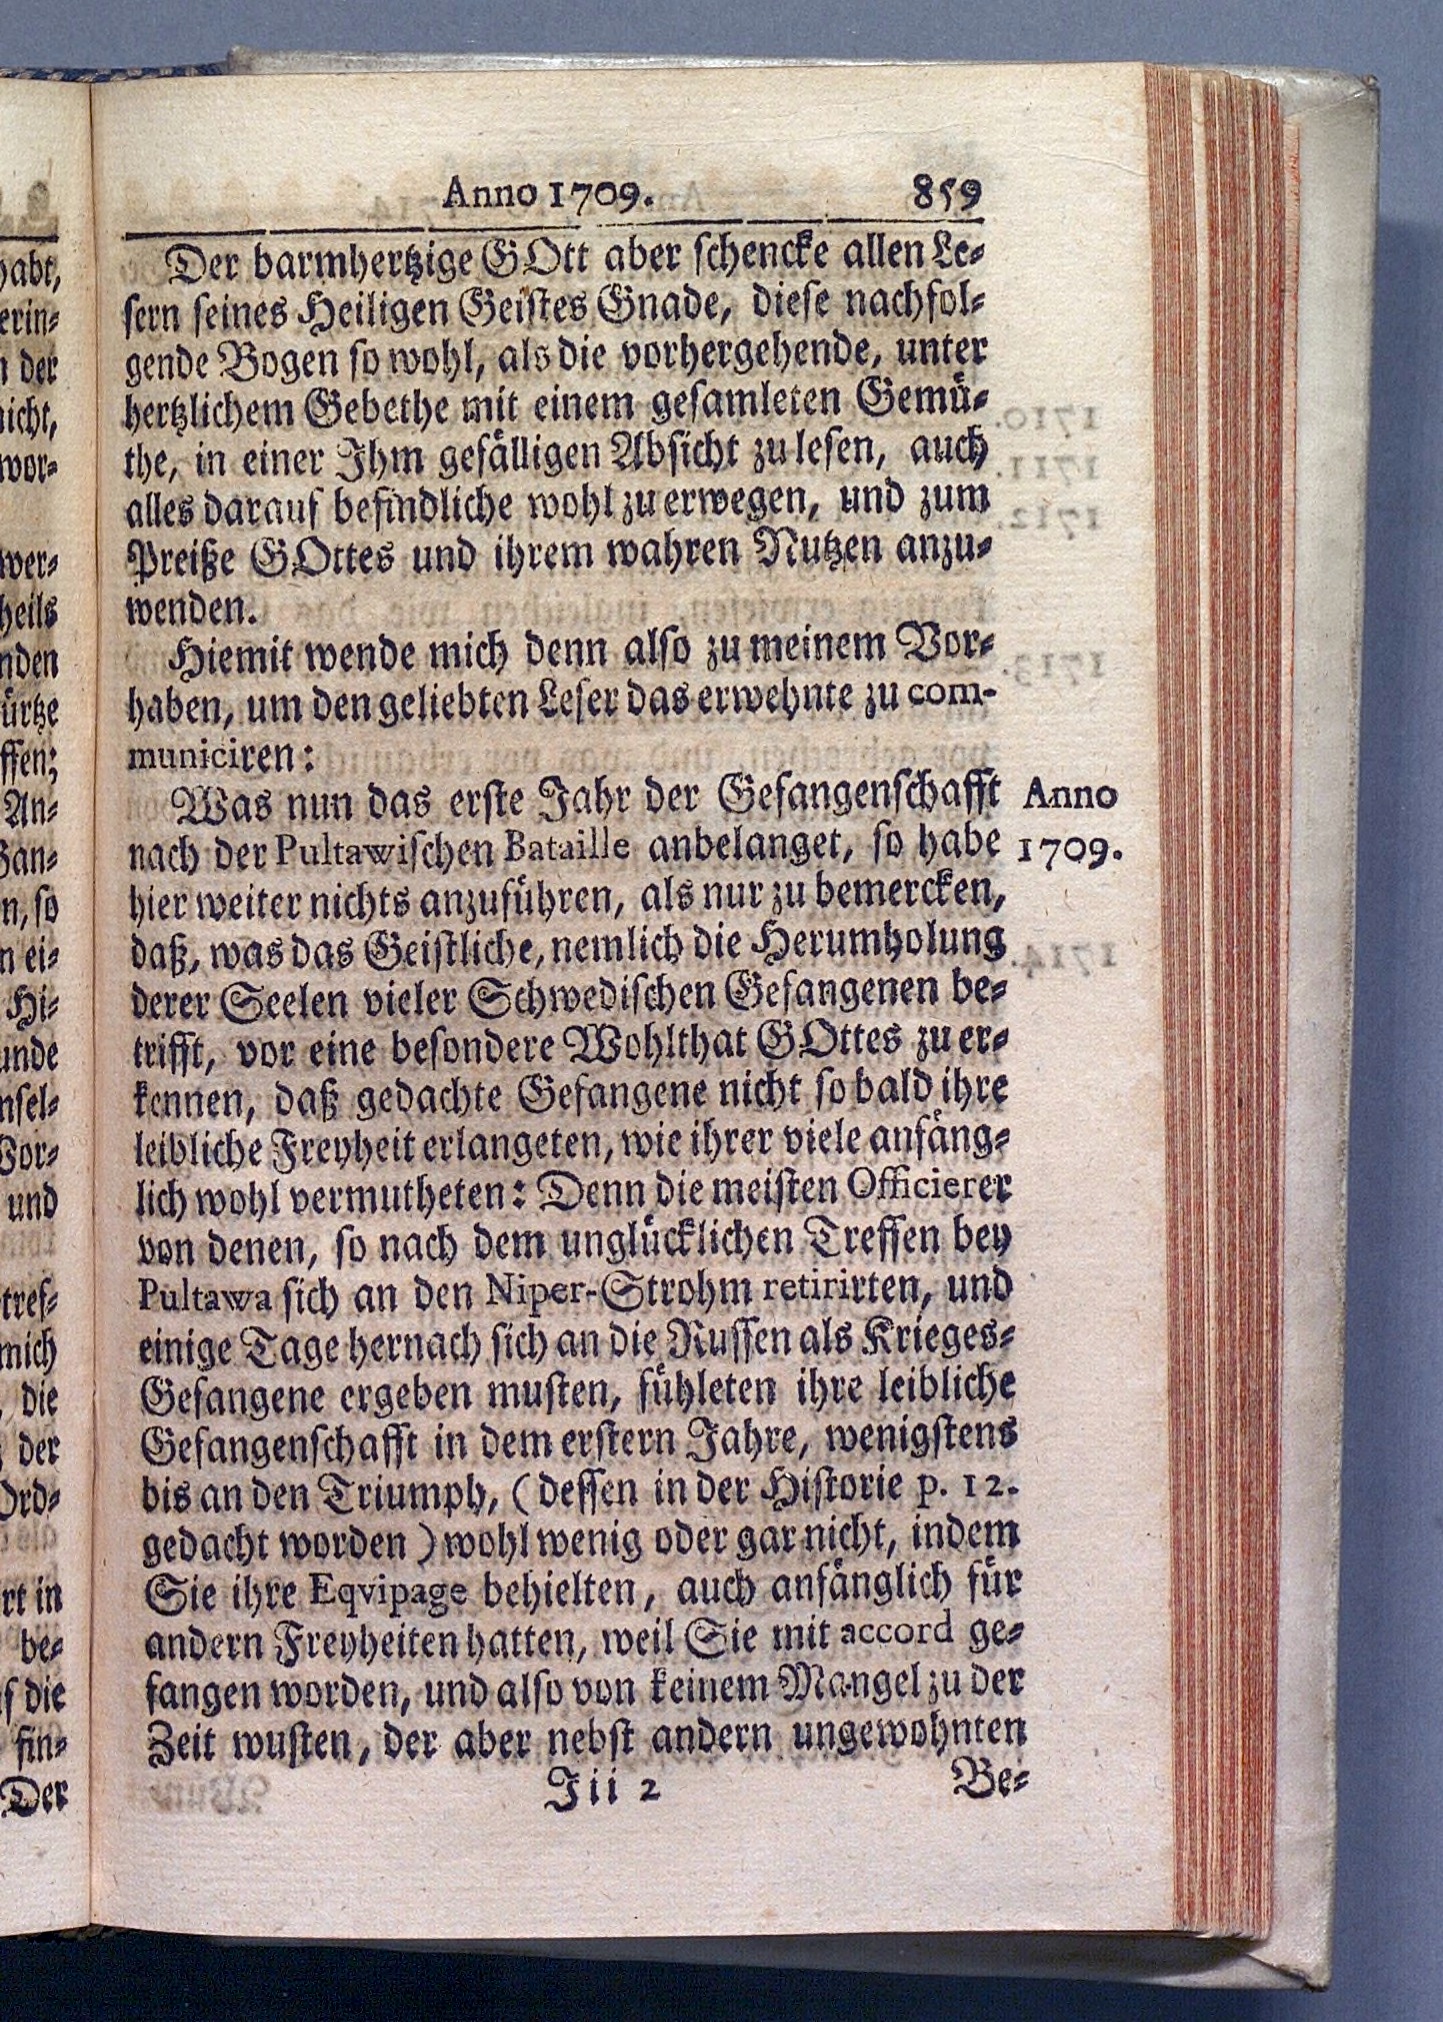 Anno 1709. 859
Der barmhertzige GOtt aber schencke allen Le-
sern seines Heiligen Geistes Gnade, diese nachfol-
gende Bogen so wohl, als die vorhergehende, unter
hertzlichem Gebethe mit einem gesamleten Gemü-
the, in einer Ihm gefälligen Absicht zu lesen, auch
alles darauf befindliche wohl zu erwegen, und zum
Preiße GOttes und ihrem wahren Nutzen anzu-
wenden.
Hiemit wende mich denn also zu meinem Vor-
haben, um den geliebten Leser das erwehnte zu com-
municiren:
Was nun das erste Jahr der Gefangenschafft
nach der Pultawischen Bataille anbelanget, so habe
Anno
1709.
hier weiter nichts anzuführen, als nur zu bemercken,
daß, was das Geistliche, nemlich die Herumholung
derer Seelen vieler Schwedischen Gefangenen be-
trifft, vor eine besondere Wohlthat GOttes zu er-
kennen, daß gedachte Gefangene nicht so bald ihre
leibliche Freyheit erlangeten, wie ihrer viele anfäng-
lich wohl vermutheten: Denn die meisten Officierer
von denen, so nach dem unglücklichen Treffen bey
Pultawa sich an den Niper-Strohm retirirten, und
einige Tage hernach sich an die Russen als Krieges-
Gefangene ergeben musten, fühleten ihre leibliche
Gefangenschafft in dem erstern Jahre, wenigstens
bis an den Triumph, (dessen in der Historie p. 12.
gedacht worden) wohl wenig oder gar nicht, indem
Sie ihre Eqvipage behielten, auch anfänglich für
andern Freyheiten hatten, weil Sie mit accord ge-
fangen worden, und also von keinem Mangel zu der
Zeit wusten, der aber nebst andern ungewohnten
Jii 2 Be-